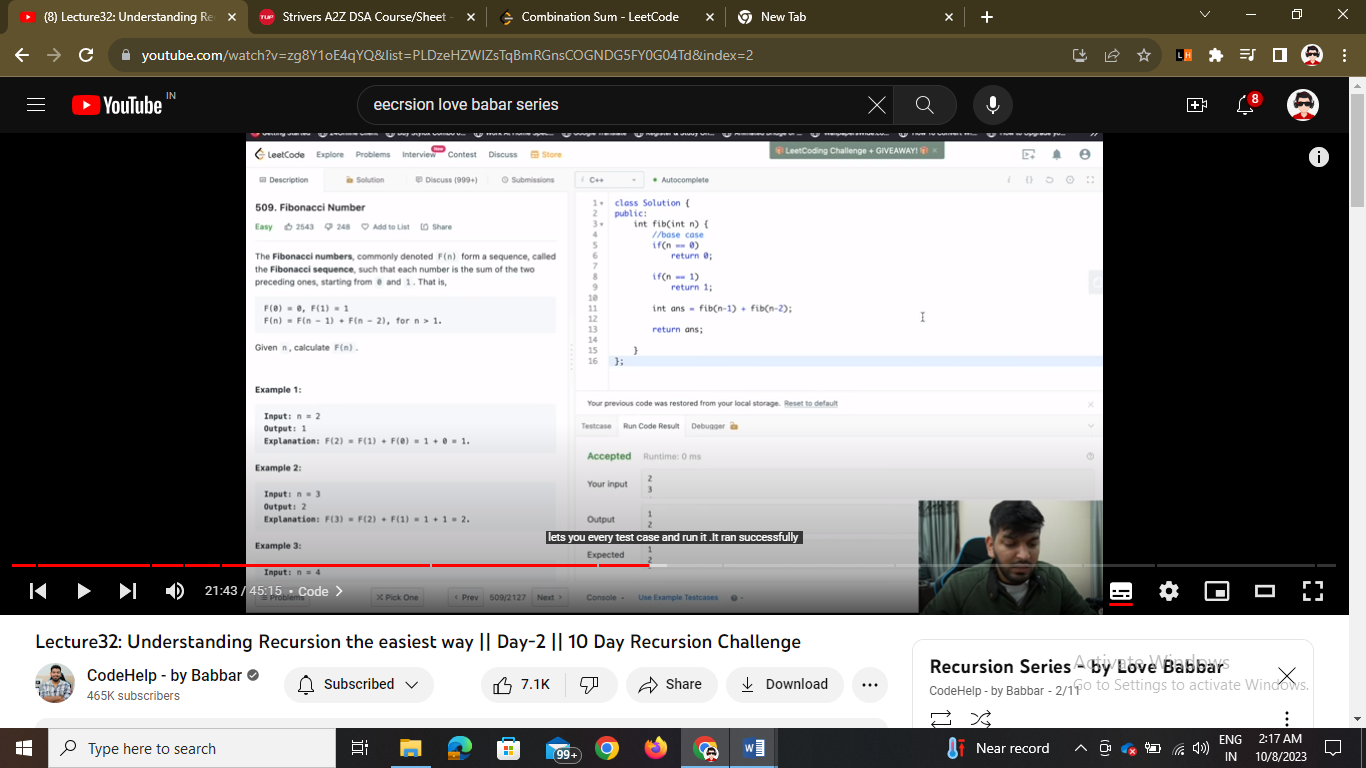 (8) Lecture32: Understanding Re
Strivers A2Z DSA Course/Sheet -
Combination Sum - LeetCode
New Tab
youtube.com/watch?v=zg8Y1oE4qYQ&list=PLDzeHZWIZsTqBmRGnsCOGNDG5FY0G04Td&index=2
YouTube IN
eecrsion love babar series
8
LeetCode Explore Problems Interview New Contest Discuss Store
LeetCoding Challenge + GIVEAWAY!
Description Solution Discuss (999+) Submissions
i C++ Autocomplete
509. Fibonacci Number
Easy 2543 248 Add to List Share
The Fibonacci numbers, commonly denoted F(n) form a sequence, called
the Fibonacci sequence, such that each number is the sum of the two
preceding ones, starting from 0 and 1. That is,
F(0) = 0, F(1) = 1
F(n) = F(n - 1) + F(n - 2), for n > 1.
Given n, calculate F(n).
Example 1:
Input: n = 2
Output: 1
Explanation: F(2) = F(1) + F(0) = 1 + 0 = 1.
Example 2:
Input: n = 3
Output: 2
Explanation: F(3) = F(2) + F(1) = 1 + 1 = 2.
Example 3:
Input: n = 4
1 class Solution {
2 public:
3 int fib(int n) {
4 //base case
5 if(n == 0)
6 return 0;
7
8 if(n == 1)
9 return 1;
10
11 int ans = fib(n-1) + fib(n-2);
12
13 return ans;
14
15 }
16 };
Your previous code was restored from your local storage. Reset to default
Testcase Run Code Result Debugger
Accepted Runtime: 0 ms
Your input
2
3
Output
1
2
Expected
1
2
lets you every test case and run it .It ran successfully
Problems Pick One Prev 509/2127 Next Console Use Example Testcases
21:43 / 45:15 • Code
Lecture32: Understanding Recursion the easiest way || Day-2 || 10 Day Recursion Challenge
CodeHelp - by Babbar
465K subscribers
Subscribed
7.1K
Share
Download
Recursion Series - by Love Babbar
CodeHelp - by Babbar - 2/11
Activate Windows
Go to Settings to activate Windows.
Type here to search
99+
W
Near record
ENG
IN
2:17 AM
10/8/2023